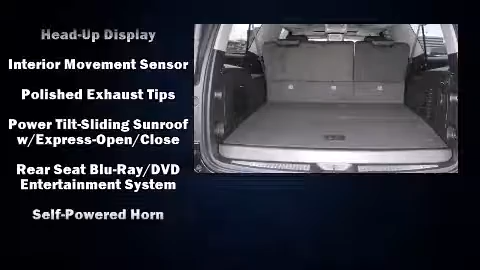 Head-Up Display
Interior Movement Sensor
Polished Exhaust Tips
Power Tilt-Sliding Sunroof
w/Express-Open/Close
Rear Seat Blu-Ray/DVD
Entertainment System
Self-Powered Horn